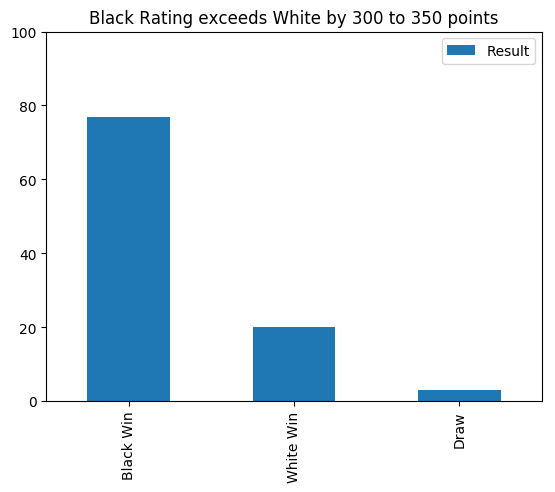 Black Rating exceeds White by 300 to 350 points
Result
100
80
60
40
20
0
Black Win
White Win
Draw